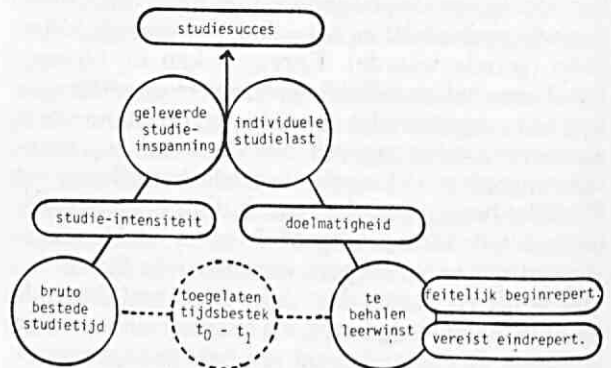 studiesucces
geleverde
studie-
inspanning
individuele
studielast
studie-intensiteit
doelmatigheid
bruto
bestede
studietijd
toegelaten
tijdsbestek
t0 t1
te
behalen
leerwinst
feitelijk beginrepert.
vereist eindrepert.